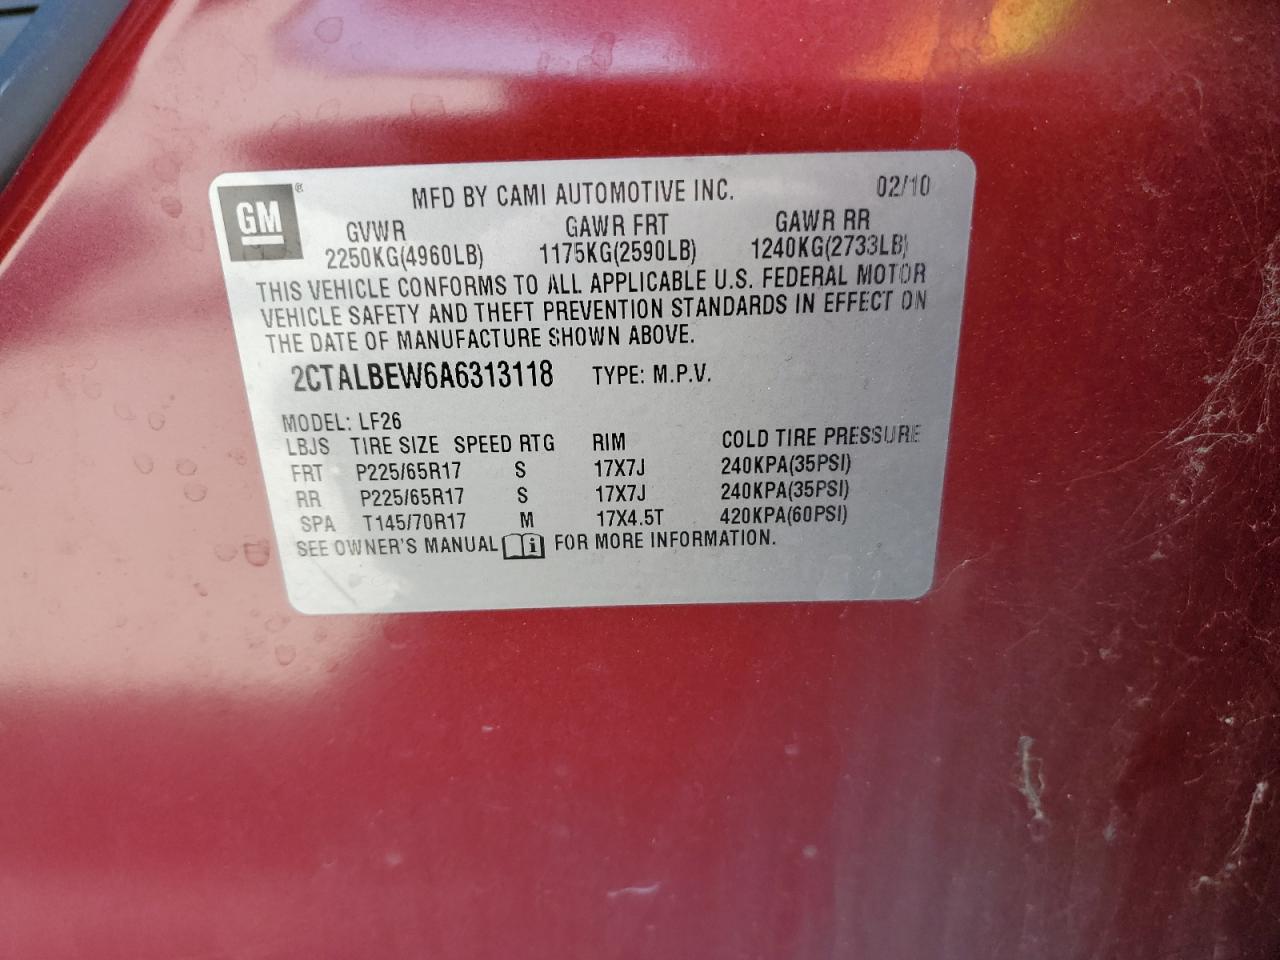 GM ® MFD BY CAMI AUTOMOTIVE INC. 02/10
GVWR GAWR FRT GAWR RR
2250KG(4960LB) 1175KG(2590LB) 1240KG(2733LB)
THIS VEHICLE CONFORMS TO ALL APPLICABLE U.S. FEDERAL MOTOR
VEHICLE SAFETY AND THEFT PREVENTION STANDARDS IN EFFECT ON
THE DATE OF MANUFACTURE SHOWN ABOVE.
2CTALBEW6A6313118 TYPE: M.P.V.
MODEL: LF26
LBJS TIRE SIZE SPEED RTG RIM COLD TIRE PRESSURE
FRT P225/65R17 S 17X7J 240KPA(35PSI)
RR P225/65R17 S 17X7J 240KPA(35PSI)
SPA T145/70R17 M 17X4.5T 420KPA(60PSI)
SEE OWNER'S MANUAL i FOR MORE INFORMATION.